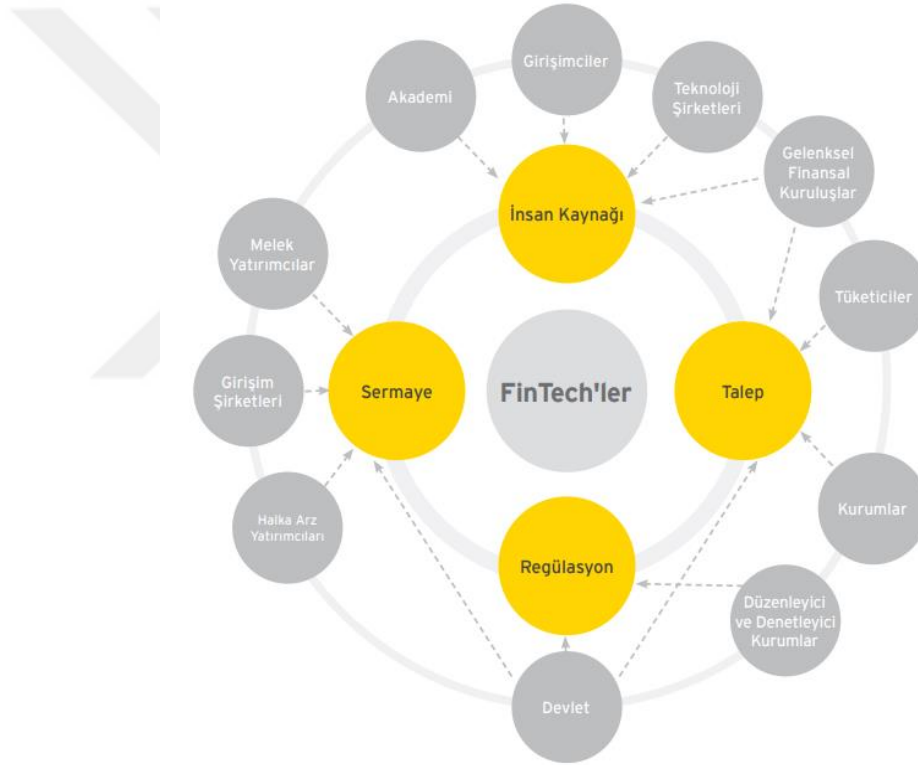 Girişimciler
Akademi
Teknoloji
Şirketleri
Gelenksel
Finansal
Kuruluşlar
İnsan Kaynağı
Melek
Yatırımcılar
Tüketiciler
Girişim
Şirketleri
Sermaye
FinTech'ler
Talep
Halka Arz
Yatırımcıları
Kurumlar
Regülasyon
Düzenleyici
ve Denetleyici
Kurumlar
Devlet